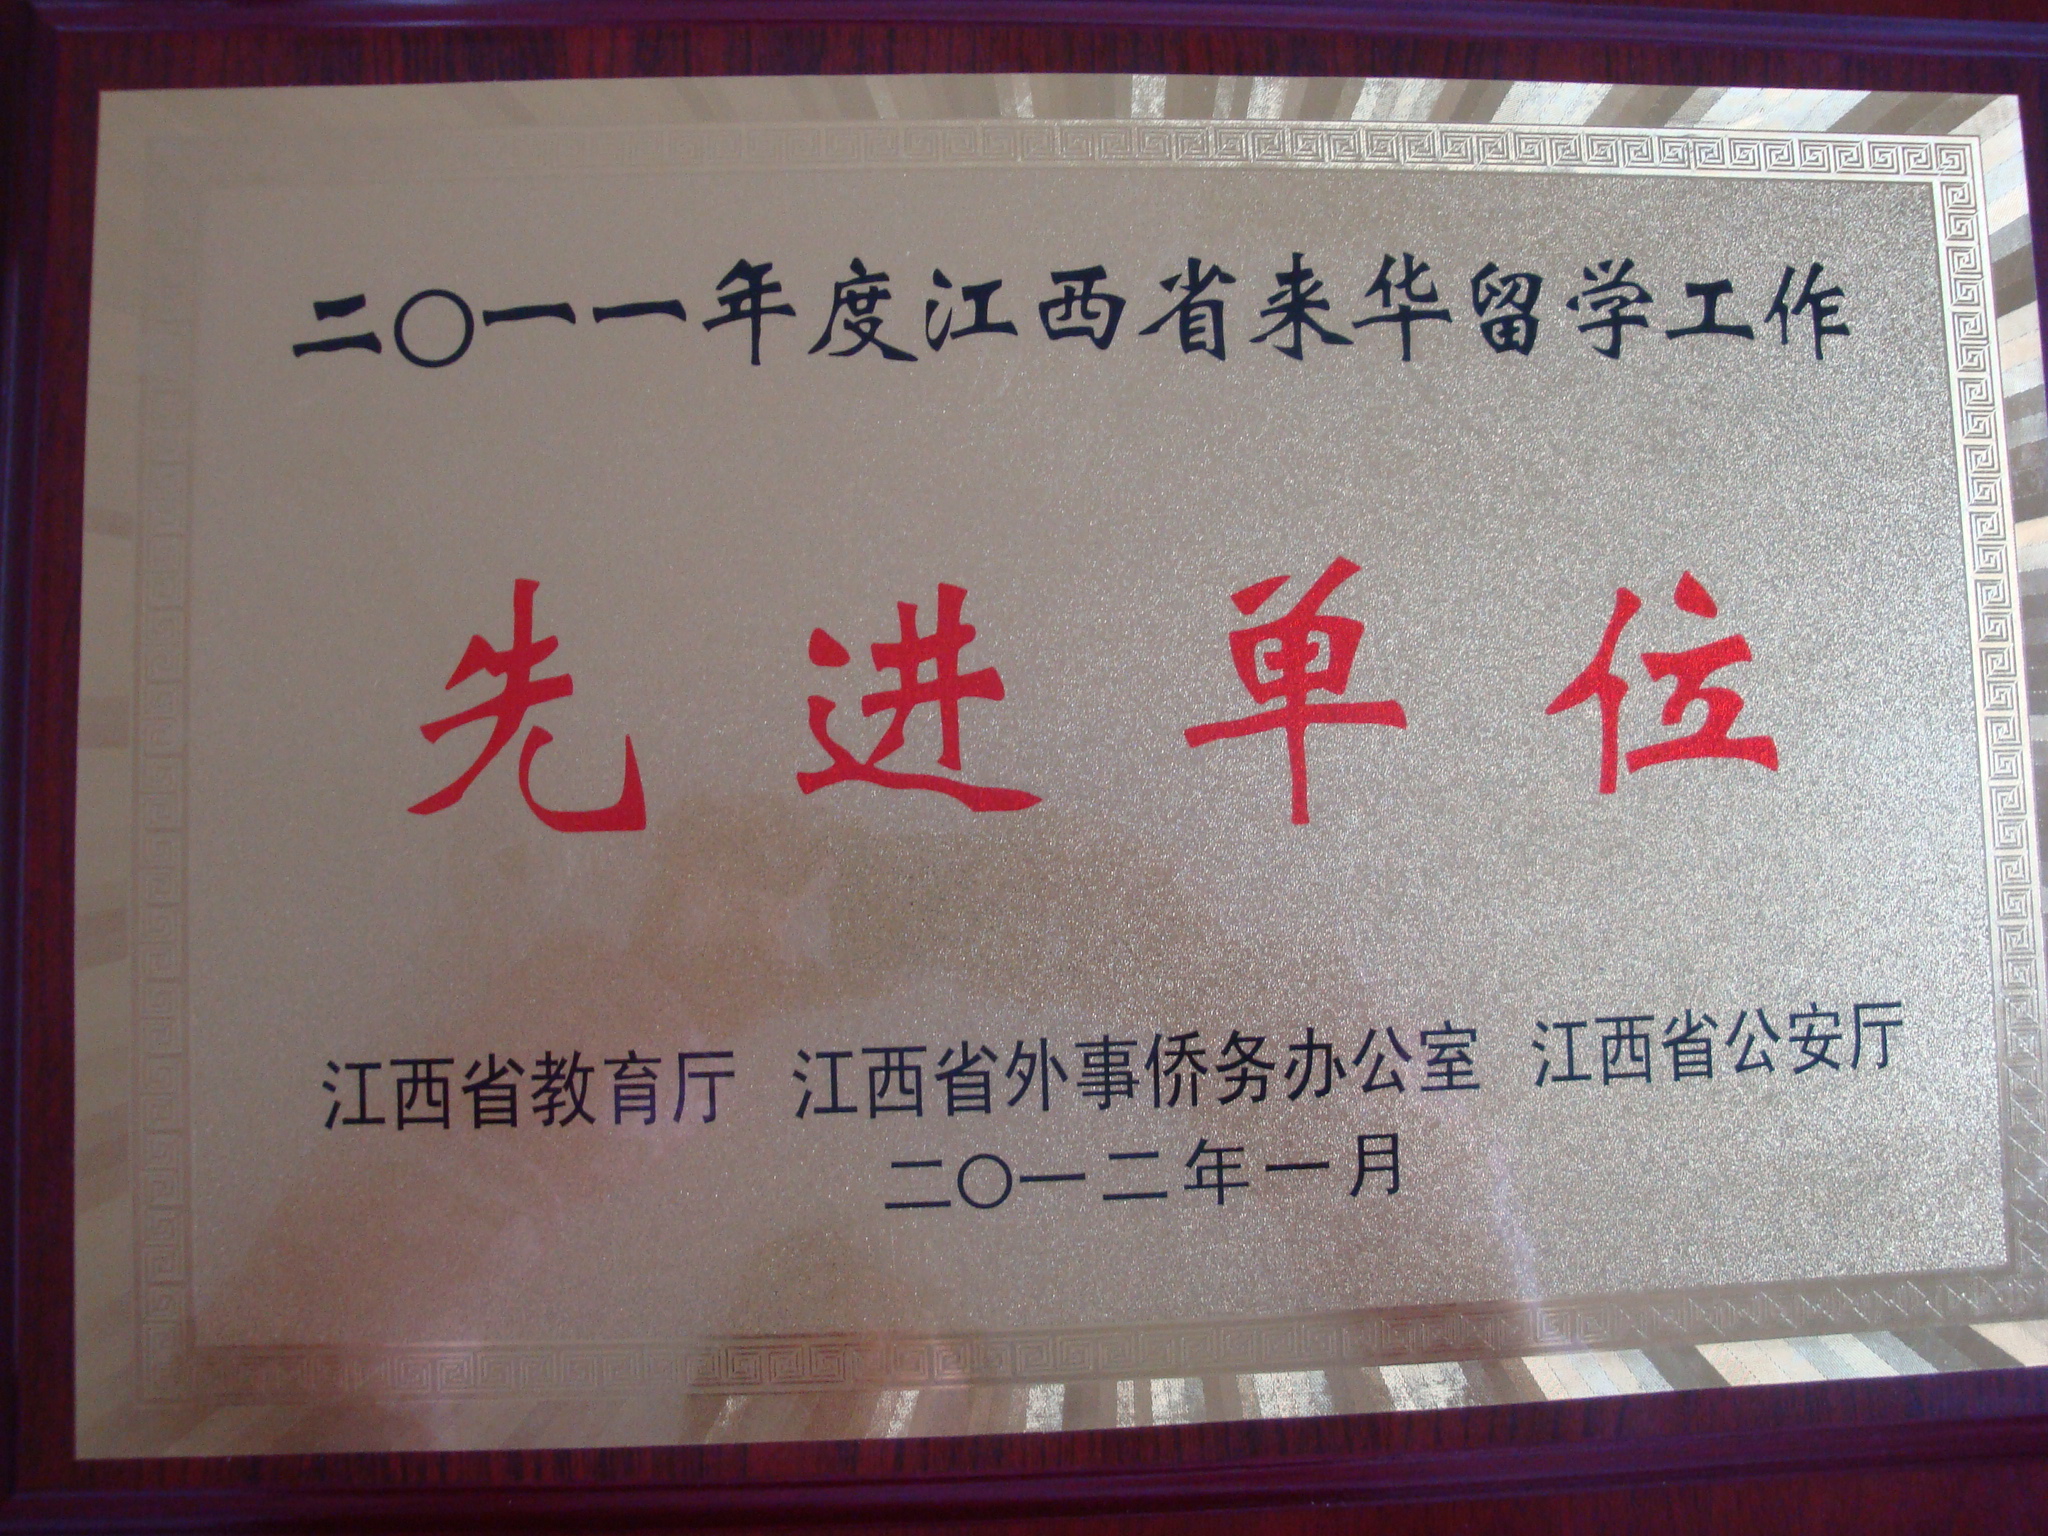 二〇一一年度江西省来华留学工作
先进单位
江西省教育厅 江西省外事侨务办公室 江西省公安厅
二〇一二年一月